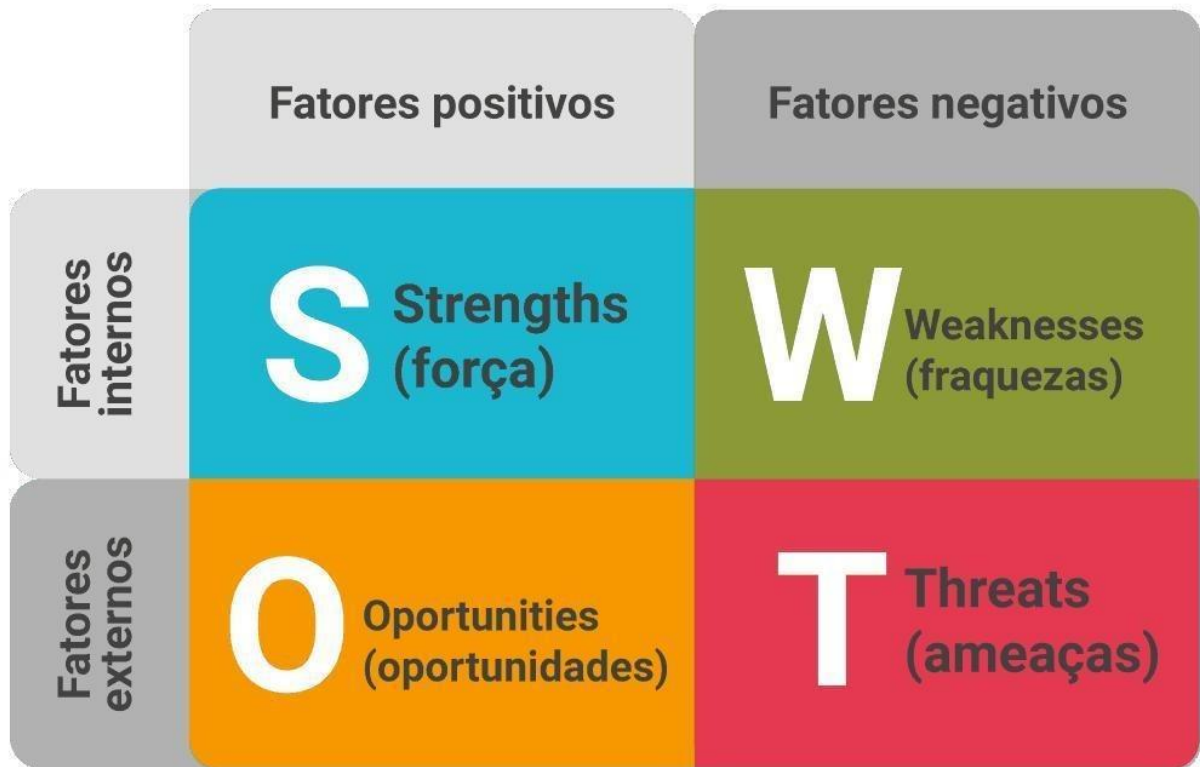 Fatores positivos
Fatores negativos
Fatores
internos
S
Strengths
(força)
W
Weaknesses
(fraquezas)
Fatores
externos
O
Oportunities
(oportunidades)
T
Threats
(ameaças)